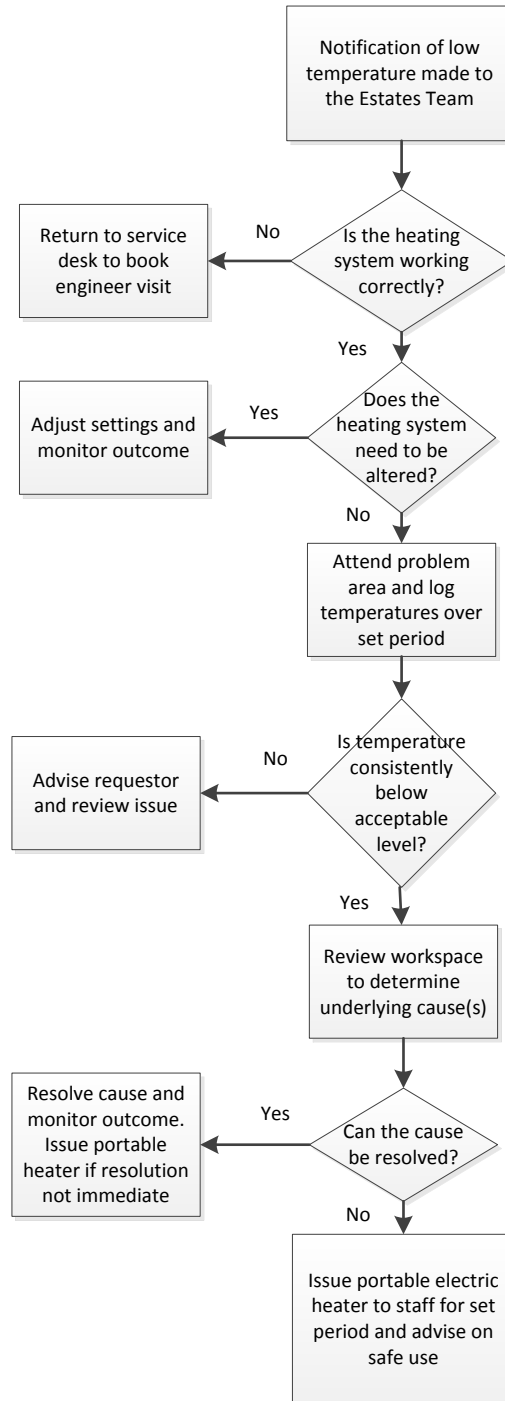 Notification of low
temperature made to
the Estates Team
No
Is the heating
system working
correctly?
Return to service
desk to book
engineer visit
Yes
Does the
heating system
need to be
altered?
Yes
Adjust settings and
monitor outcome
No
Attend problem
area and log
temperatures over
set period
Is temperature
consistently
below
acceptable
level?
No
Advise requestor
and review issue
Yes
Review workspace
to determine
underlying cause(s)
Can the cause
be resolved?
Yes
Resolve cause and
monitor outcome.
Issue portable
heater if resolution
not immediate
No
Issue portable electric
heater to staff for set
period and advise on
safe use